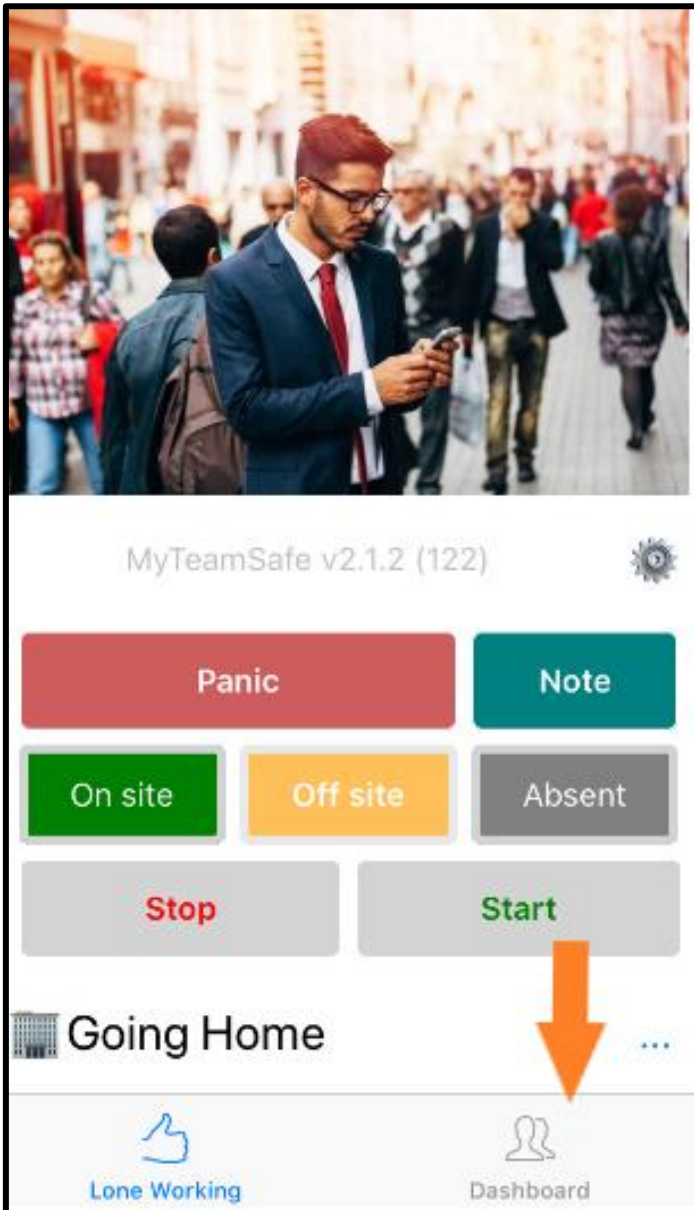 MyTeamSafe v2.1.2 (122)
Panic
Note
On site
Off site
Absent
Stop
Start
Going Home
...
Lone Working
Dashboard